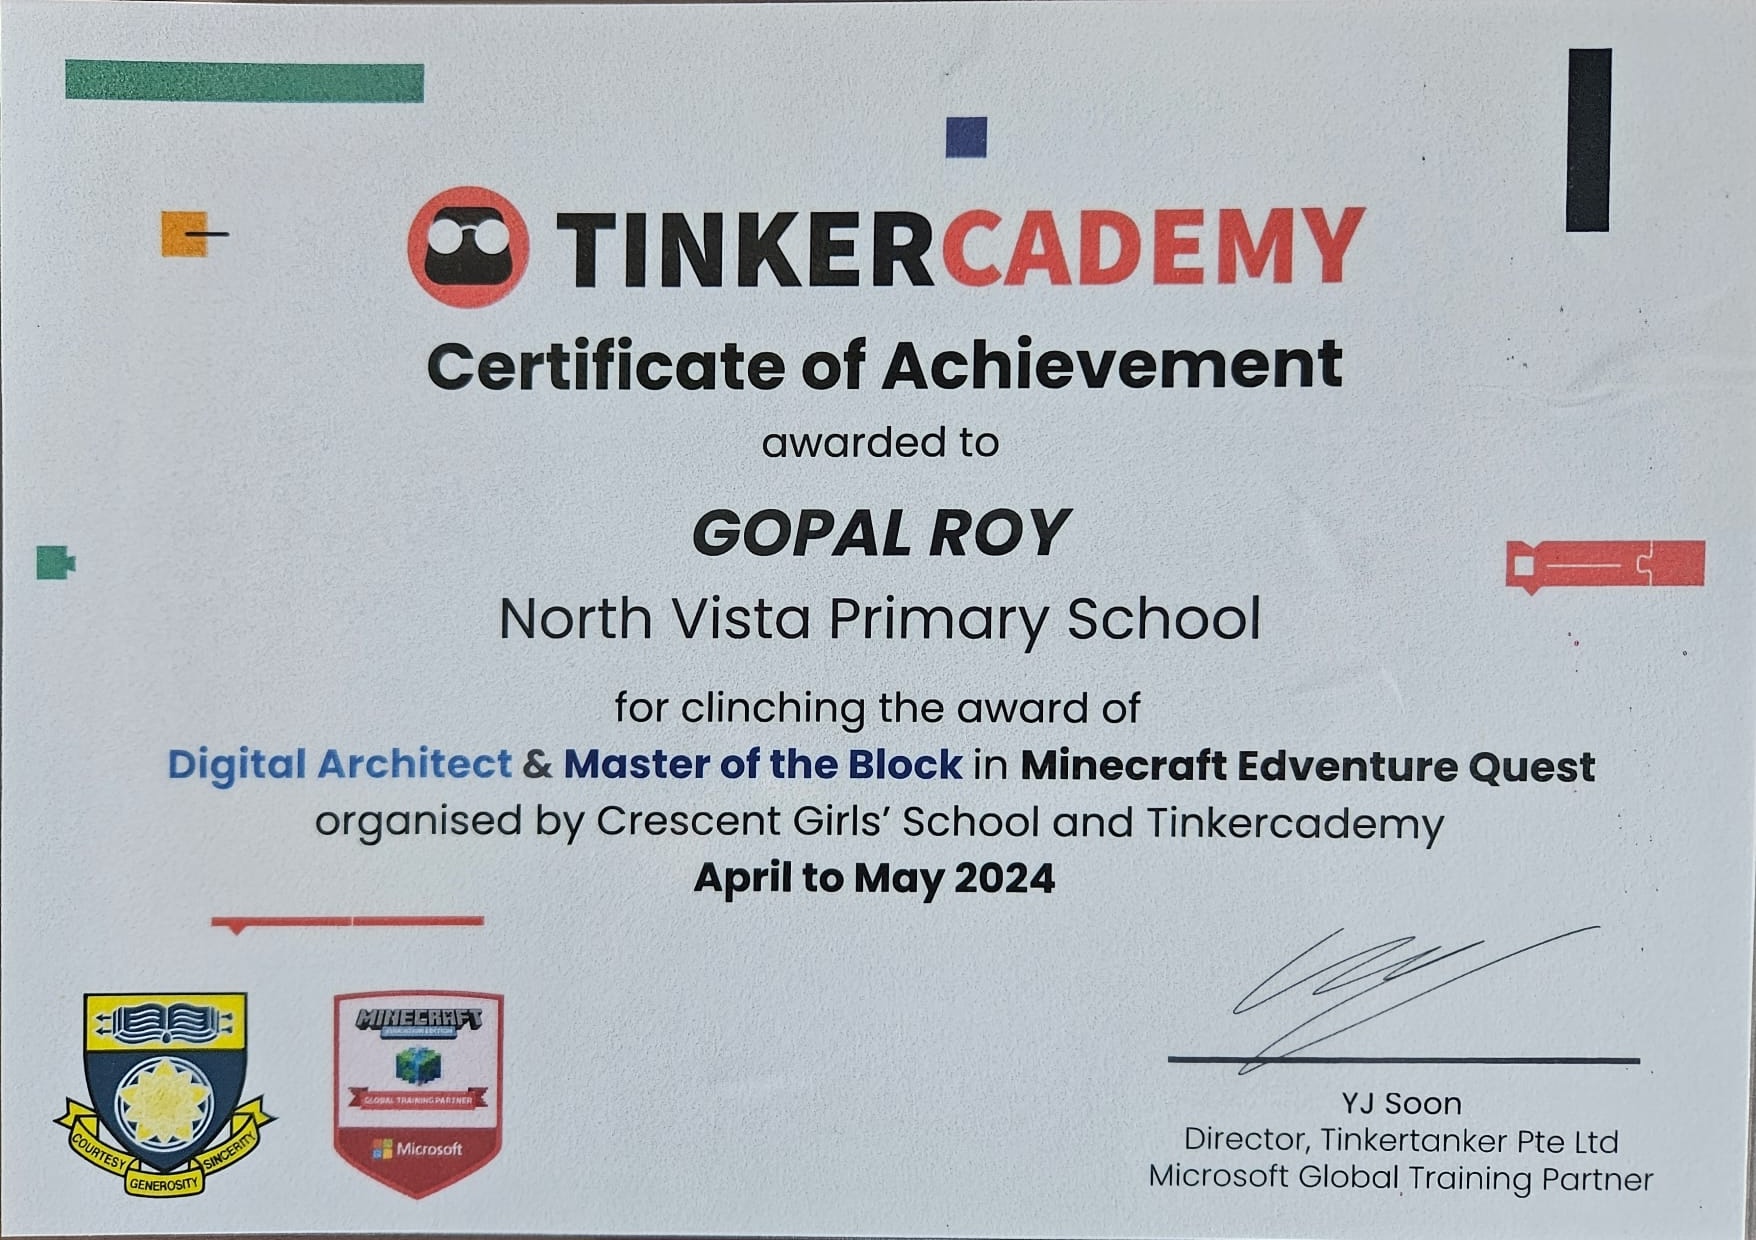 TINKERCADEMY
Certificate of Achievement
awarded to
GOPAL ROY
North Vista Primary School
for clinching the award of
Digital Architect & Master of the Block in Minecraft Edventure Quest
organised by Crescent Girls’ School and Tinkercademy
April to May 2024
COURTESY
GENEROSITY
SINCERITY
MINECRAFT
EDUCATION EDITION
GLOBAL TRAINING PARTNER
Microsoft
YJ Soon
Director, Tinkertanker Pte Ltd
Microsoft Global Training Partner